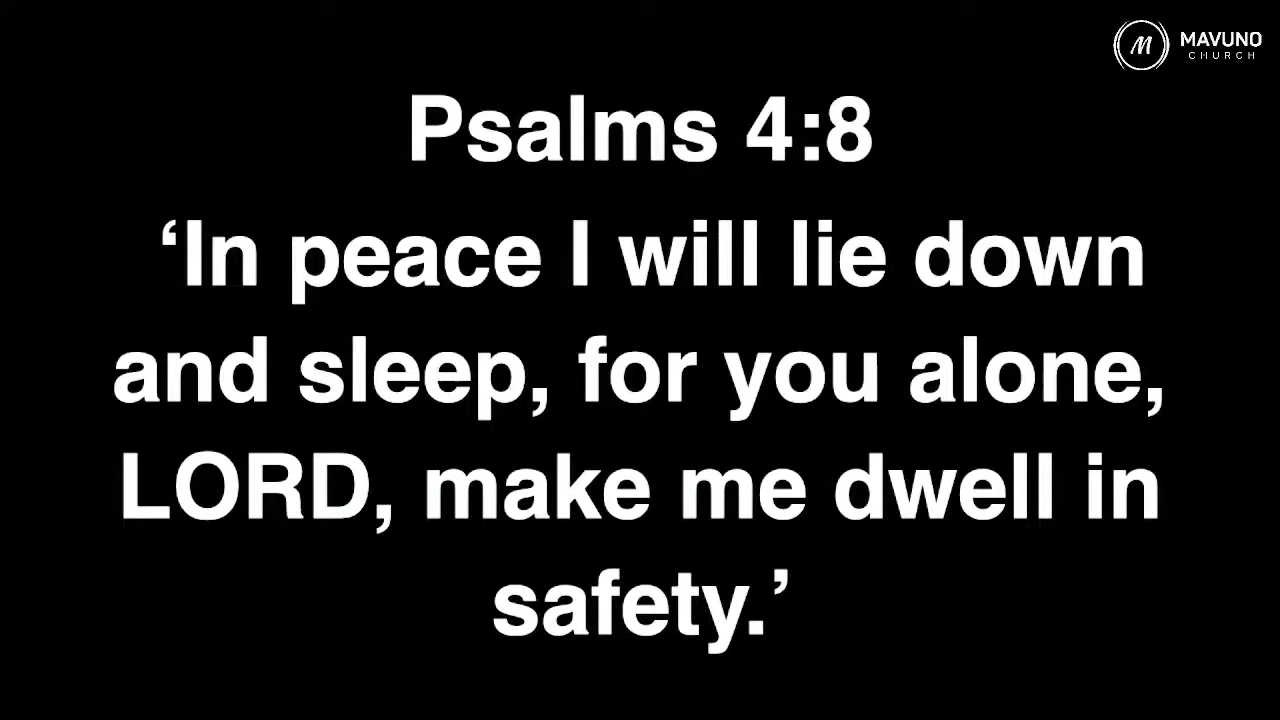 MAVUNO
CHURCH
Psalms 4:8
‘In peace I will lie down
and sleep, for you alone,
LORD, make me dwell in
safety.’